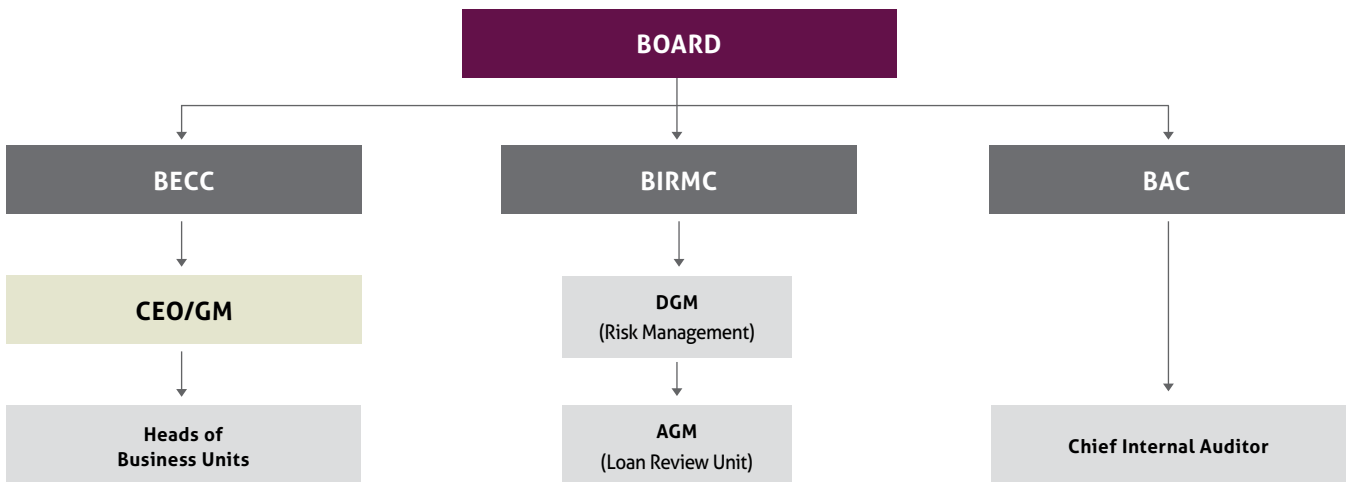 BOARD
BECC
BIRMC
BAC
CEO/GM
DGM
(Risk Management)
Heads of
Business Units
AGM
(Loan Review Unit)
Chief Internal Auditor